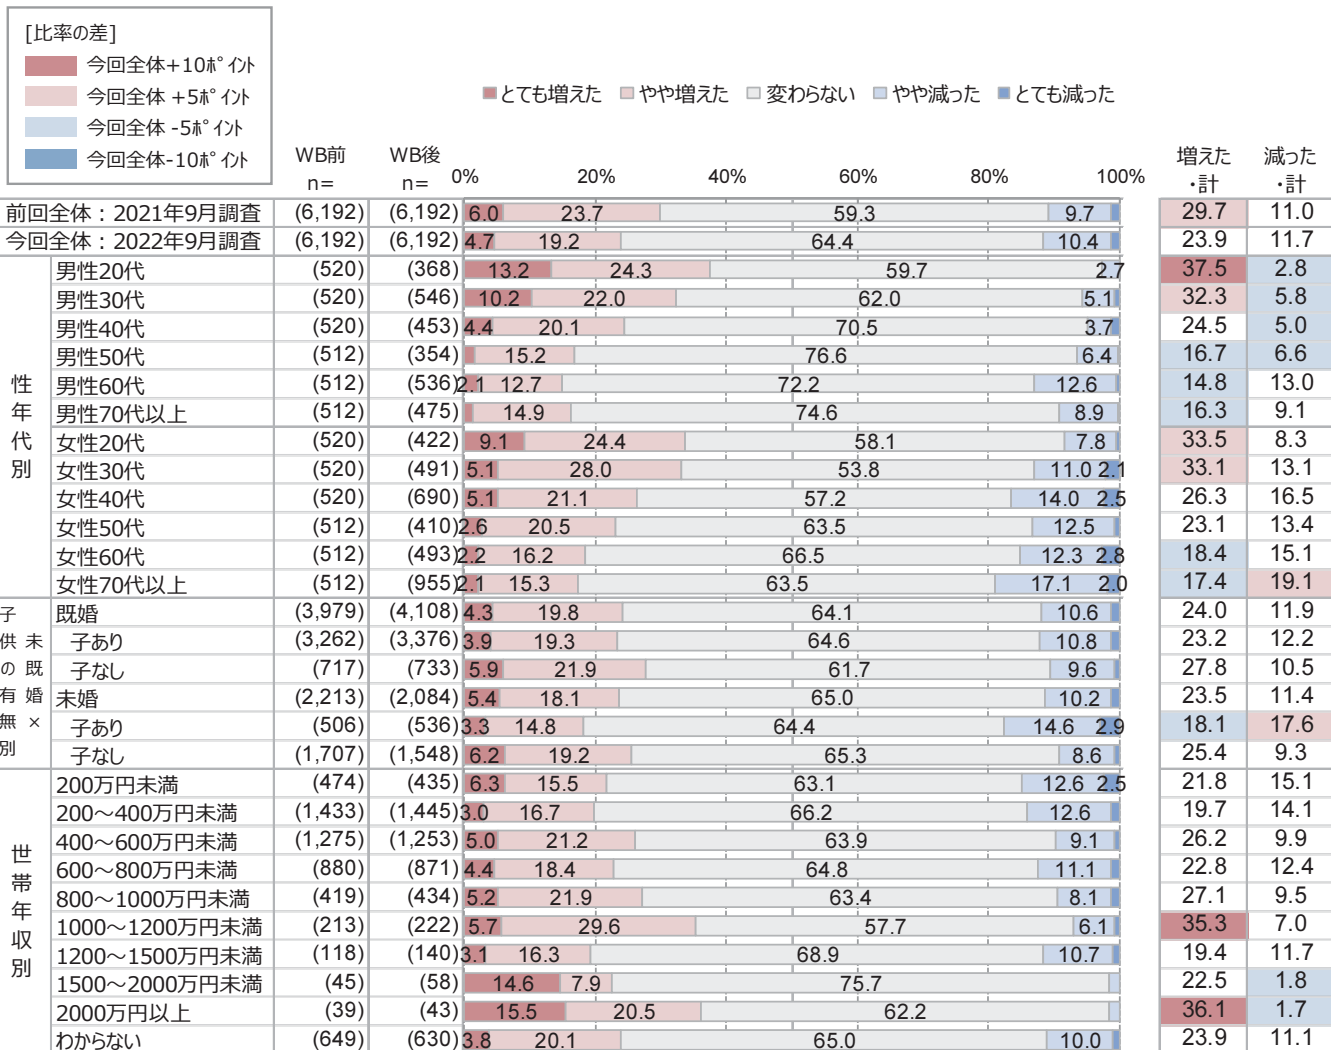 [比率の差]
今回全体+10ポイント
今回全体 +5ポイント
今回全体 -5ポイント
今回全体-10ポイント
とても増えた やや増えた 変わらない やや減った とても減った
WB前 n= WB後 n= 0% 20% 40% 60% 80% 100% 増えた・計 減った・計
前回全体：2021年9月調査 (6,192) (6,192) 6.0 23.7 59.3 9.7 29.7 11.0
今回全体：2022年9月調査 (6,192) (6,192) 4.7 19.2 64.4 10.4 23.9 11.7
性年代別
男性20代 (520) (368) 13.2 24.3 59.7 2.7 37.5 2.8
男性30代 (520) (546) 10.2 22.0 62.0 5.1 32.3 5.8
男性40代 (520) (453) 4.4 20.1 70.5 3.7 24.5 5.0
男性50代 (512) (354) 15.2 76.6 6.4 16.7 6.6
男性60代 (512) (536) 2.1 12.7 72.2 12.6 14.8 13.0
男性70代以上 (512) (475) 14.9 74.6 8.9 16.3 9.1
女性20代 (520) (422) 9.1 24.4 58.1 7.8 33.5 8.3
女性30代 (520) (491) 5.1 28.0 53.8 11.0 2.1 33.1 13.1
女性40代 (520) (690) 5.1 21.1 57.2 14.0 2.5 26.3 16.5
女性50代 (512) (410) 2.6 20.5 63.5 12.5 23.1 13.4
女性60代 (512) (493) 2.2 16.2 66.5 12.3 2.8 18.4 15.1
女性70代以上 (512) (955) 2.1 15.3 63.5 17.1 2.0 17.4 19.1
未既婚×子供の有無別
既婚 (3,979) (4,108) 4.3 19.8 64.1 10.6 24.0 11.9
子あり (3,262) (3,376) 3.9 19.3 64.6 10.8 23.2 12.2
子なし (717) (733) 5.9 21.9 61.7 9.6 27.8 10.5
未婚 (2,213) (2,084) 5.4 18.1 65.0 10.2 23.5 11.4
子あり (506) (536) 3.3 14.8 64.4 14.6 2.9 18.1 17.6
子なし (1,707) (1,548) 6.2 19.2 65.3 8.6 25.4 9.3
世帯年収別
200万円未満 (474) (435) 6.3 15.5 63.1 12.6 2.5 21.8 15.1
200～400万円未満 (1,433) (1,445) 3.0 16.7 66.2 12.6 19.7 14.1
400～600万円未満 (1,275) (1,253) 5.0 21.2 63.9 9.1 26.2 9.9
600～800万円未満 (880) (871) 4.4 18.4 64.8 11.1 22.8 12.4
800～1000万円未満 (419) (434) 5.2 21.9 63.4 8.1 27.1 9.5
1000～1200万円未満 (213) (222) 5.7 29.6 57.7 6.1 35.3 7.0
1200～1500万円未満 (118) (140) 3.1 16.3 68.9 10.7 19.4 11.7
1500～2000万円未満 (45) (58) 14.6 7.9 75.7 22.5 1.8
2000万円以上 (39) (43) 15.5 20.5 62.2 36.1 1.7
わからない (649) (630) 3.8 20.1 65.0 10.0 23.9 11.1